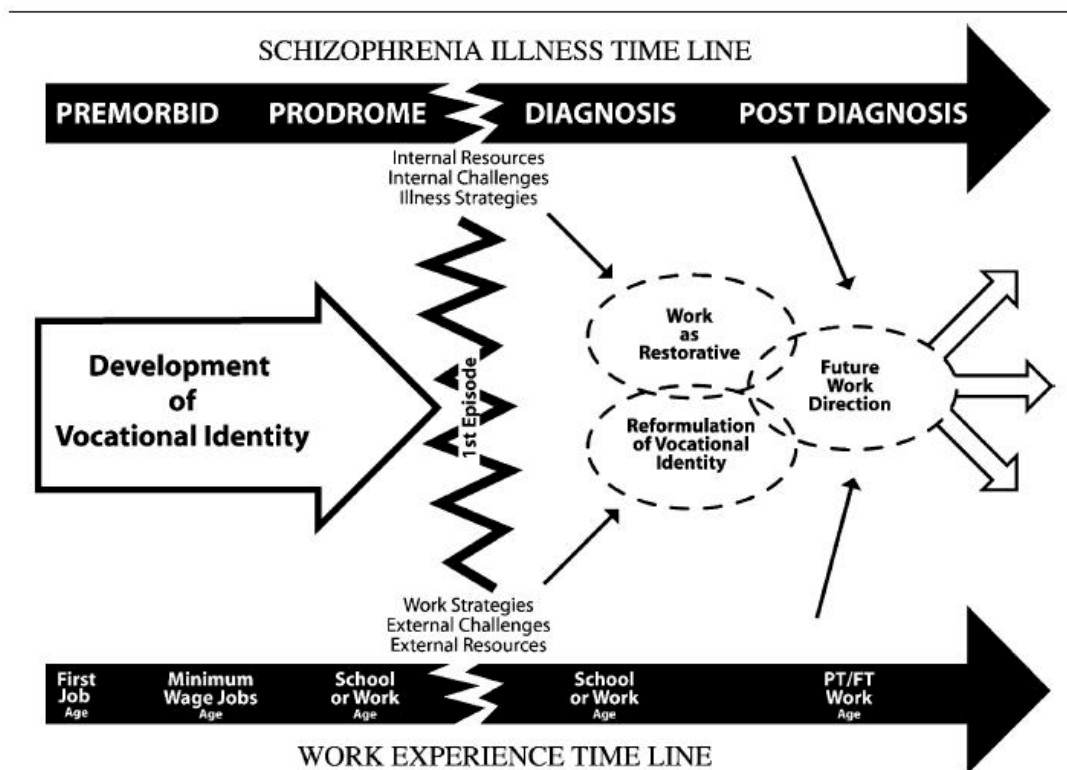 SCHIZOPHRENIA ILLNESS TIME LINE
PREMORBID PRODROME DIAGNOSIS POST DIAGNOSIS
Internal Resources
Internal Challenges
Illness Strategies
Development
of
Vocational Identity
1st Episode
Work
as
Restorative
Reformulation
of Vocational
Identity
Future
Work
Direction
Work Strategies
External Challenges
External Resources
First
Job
Age
Minimum
Wage Jobs
Age
School
or Work
Age
School
or Work
Age
PT/FT
Work
Age
WORK EXPERIENCE TIME LINE